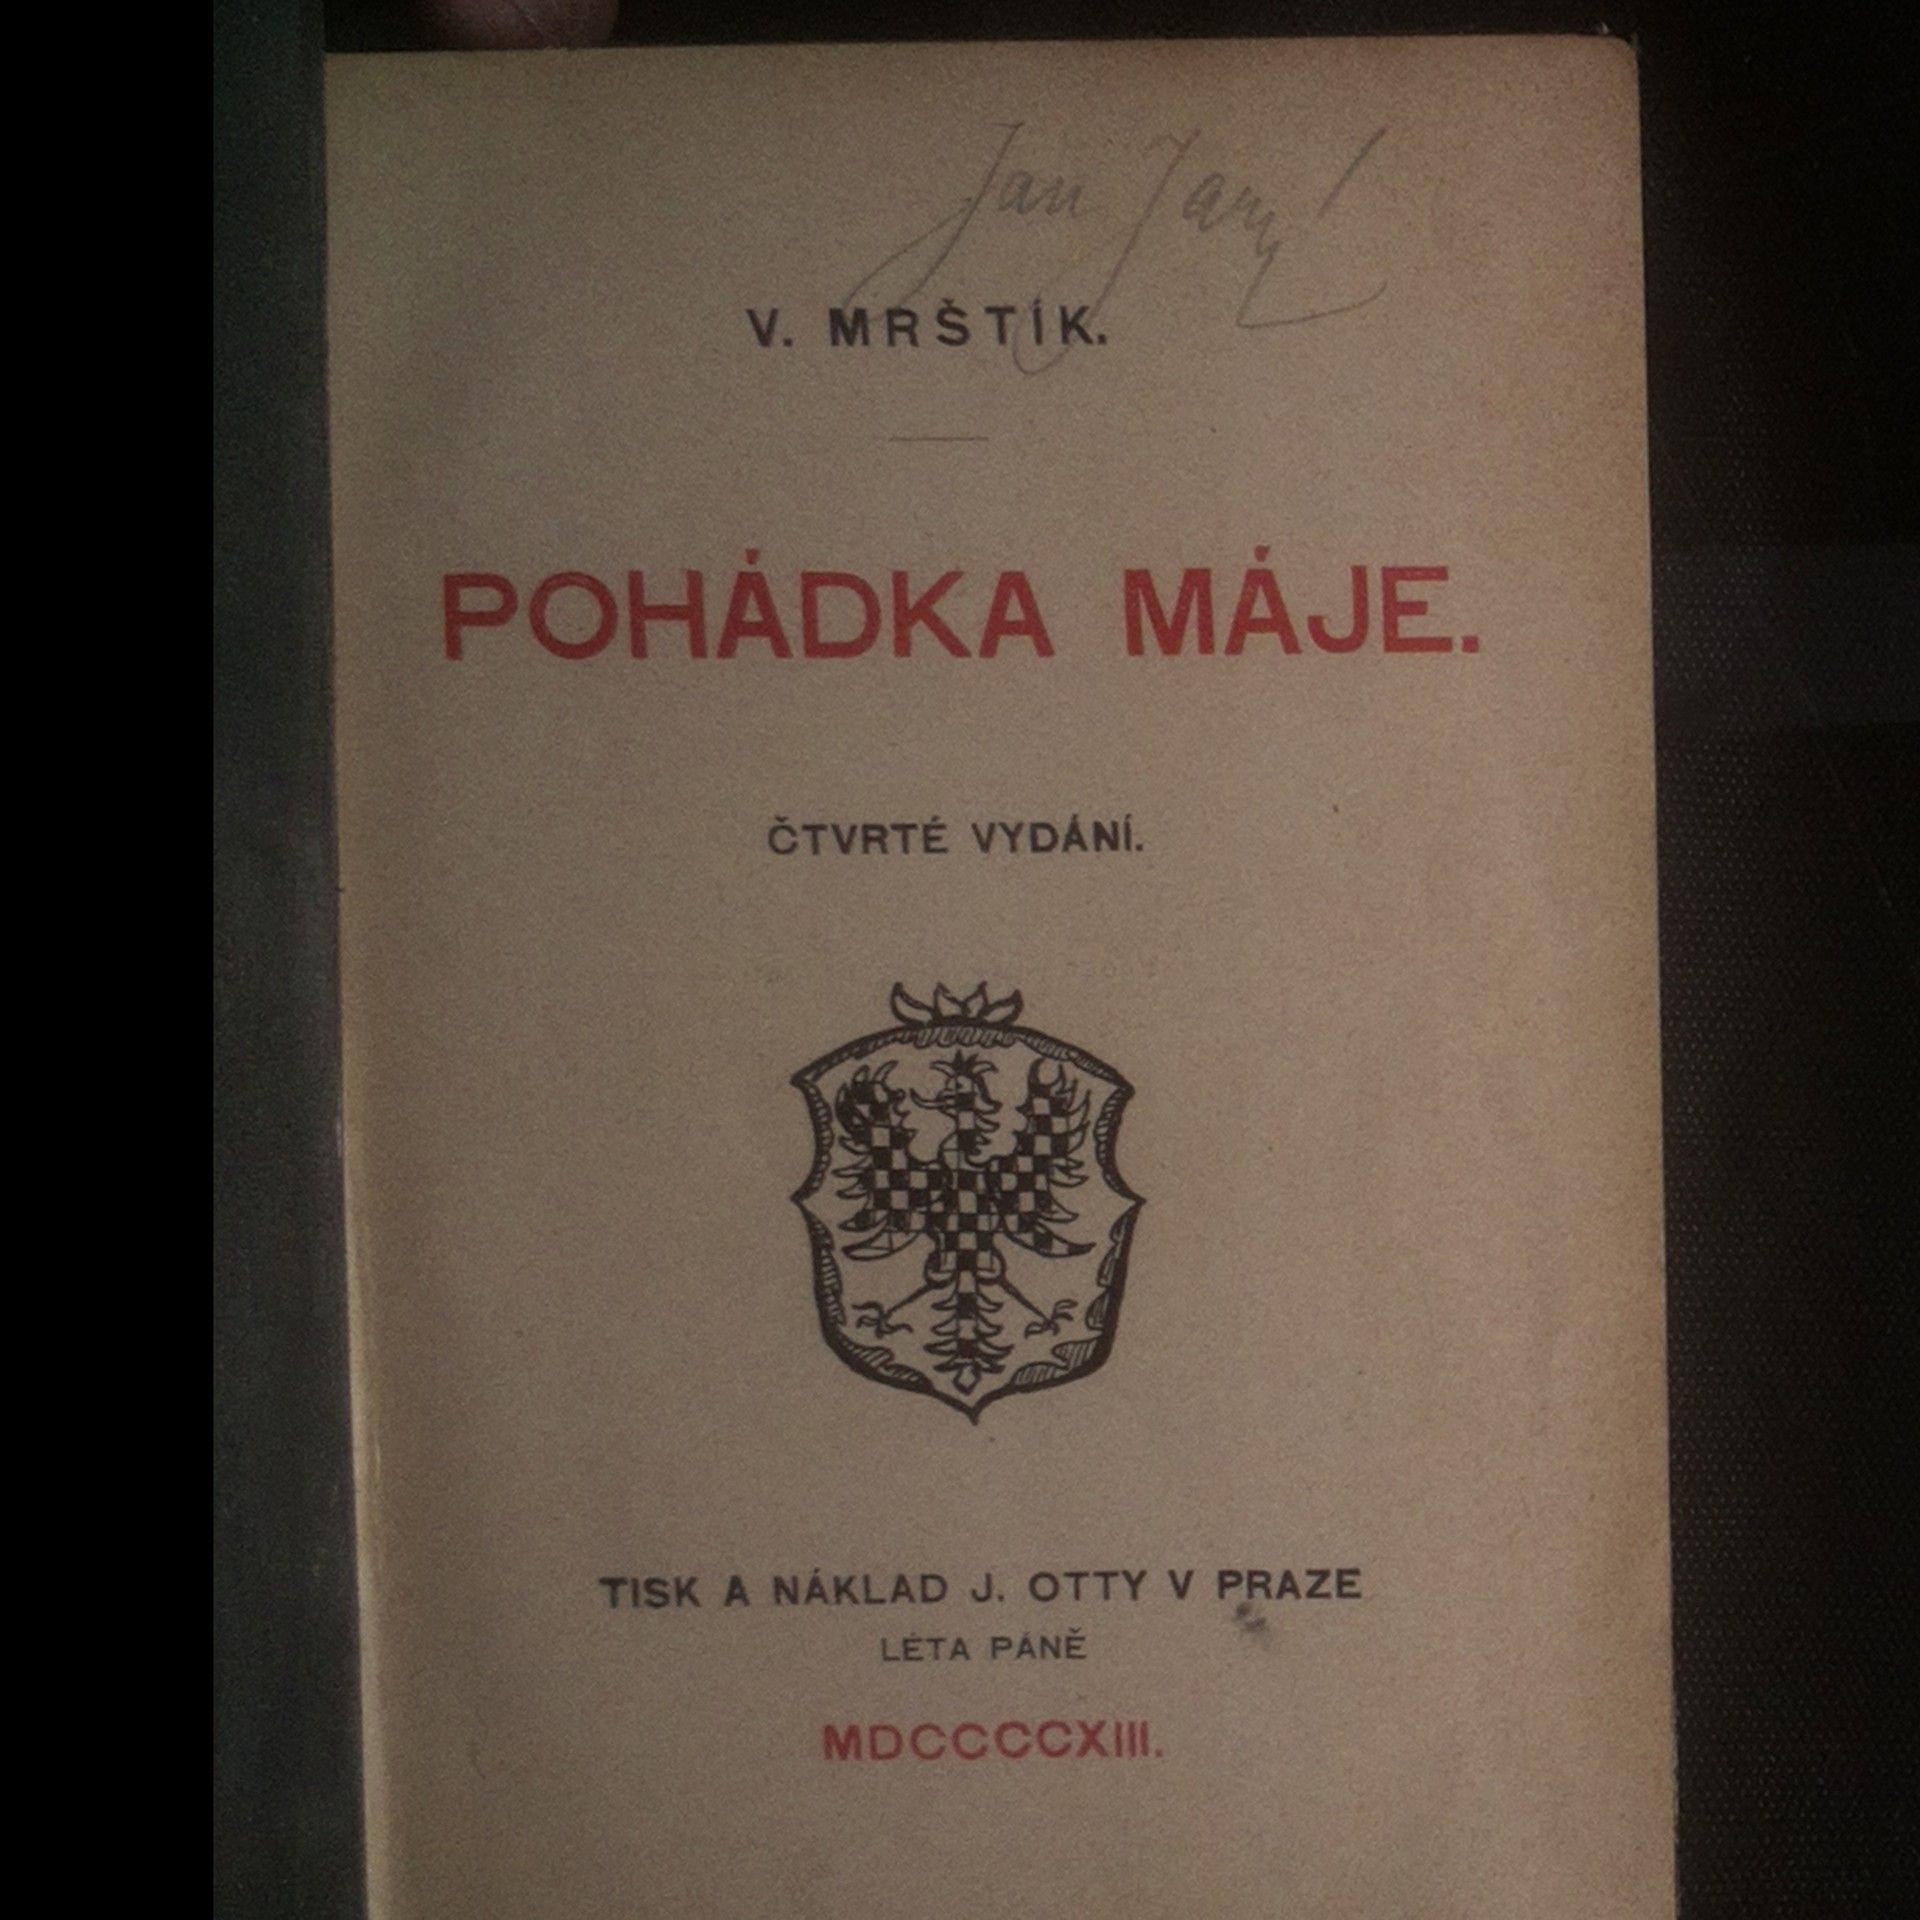 Jan
V. MRŠTÍK.
POHÁDKA MÁJE.
ČTVRTÉ VYDÁNÍ.
TISK A NÁKLAD J. OTTY V PRAZE
LÉTA PÁNĚ
MDCCCCXIII.